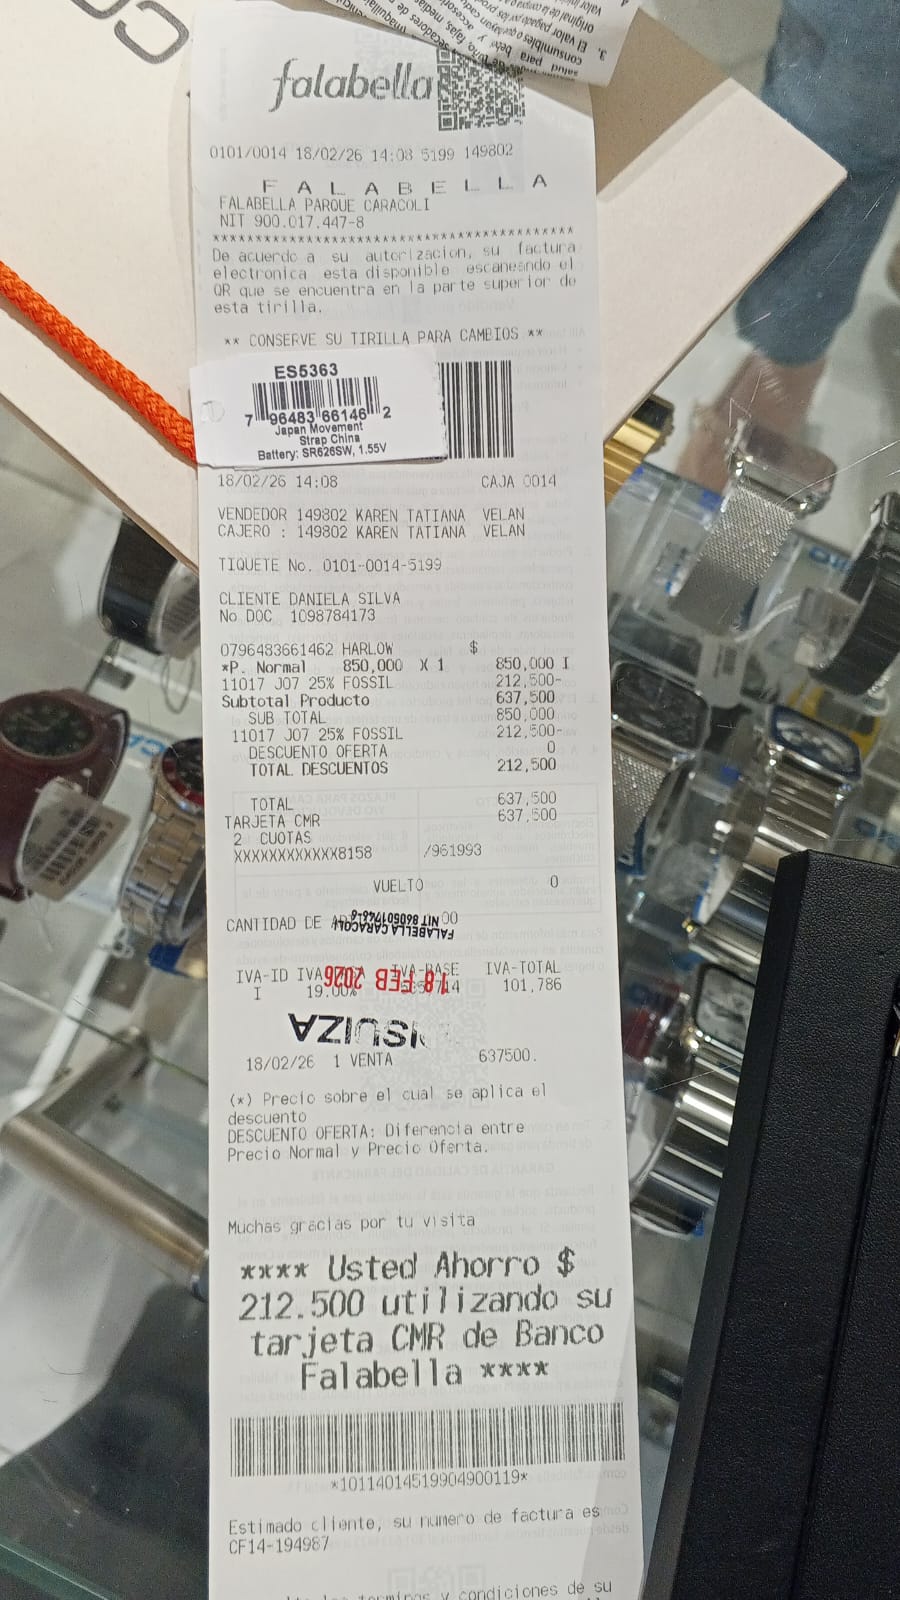 falabella
0101/0014 18/02/26 14:08 5199 149802
F A L A B E L L A
FALABELLA PARQUE CARACOLI
NIT 900.017.447-8
******************************************
De acuerdo a su autorizacion, su factura
electronica esta disponible escaneando el
QR que se encuentra en la parte superior de
esta tirilla.
** CONSERVE SU TIRILLA PARA CAMBIOS **
ES5363
7 96483 66146 2
Japan Movement
Strap China
Battery: SR626SW, 1.55V
18/02/26 14:08 CAJA 0014
VENDEDOR 149802 KAREN TATIANA VELAN
CAJERO : 149802 KAREN TATIANA VELAN
TIQUETE No. 0101-0014-5199
CLIENTE DANIELA SILVA
No DOC 1098784173
0796483661462 HARLOW $
*P. Normal 850,000 X 1 850,000 I
11017 J07 25% FOSSIL 212,500-
Subtotal Producto 637,500
SUB TOTAL 850,000
11017 J07 25% FOSSIL 212,500-
DESCUENTO OFERTA 0
TOTAL DESCUENTOS 212,500
TOTAL 637,500
TARJETA CMR 637,500
2 CUOTAS
XXXXXXXXXXXX8158 /961993
VUELTO 0
CANTIDAD DE
NIT 860501746-6
FALABELLA CARACOLI
IVA-ID IVA IVA-BASE IVA-TOTAL
I 19.00% 101,786
18 FEB 2026
18/02/26 1 VENTA 637500.
(*) Precio sobre el cual se aplica el
descuento
DESCUENTO OFERTA: Diferencia entre
Precio Normal y Precio Oferta.
Muchas gracias por tu visita
**** Usted Ahorro $
212.500 utilizando su
tarjeta CMR de Banco
Falabella ****
*10114014519904900119*
Estimado cliente, su numero de factura es
CF14-194987
y condiciones de su